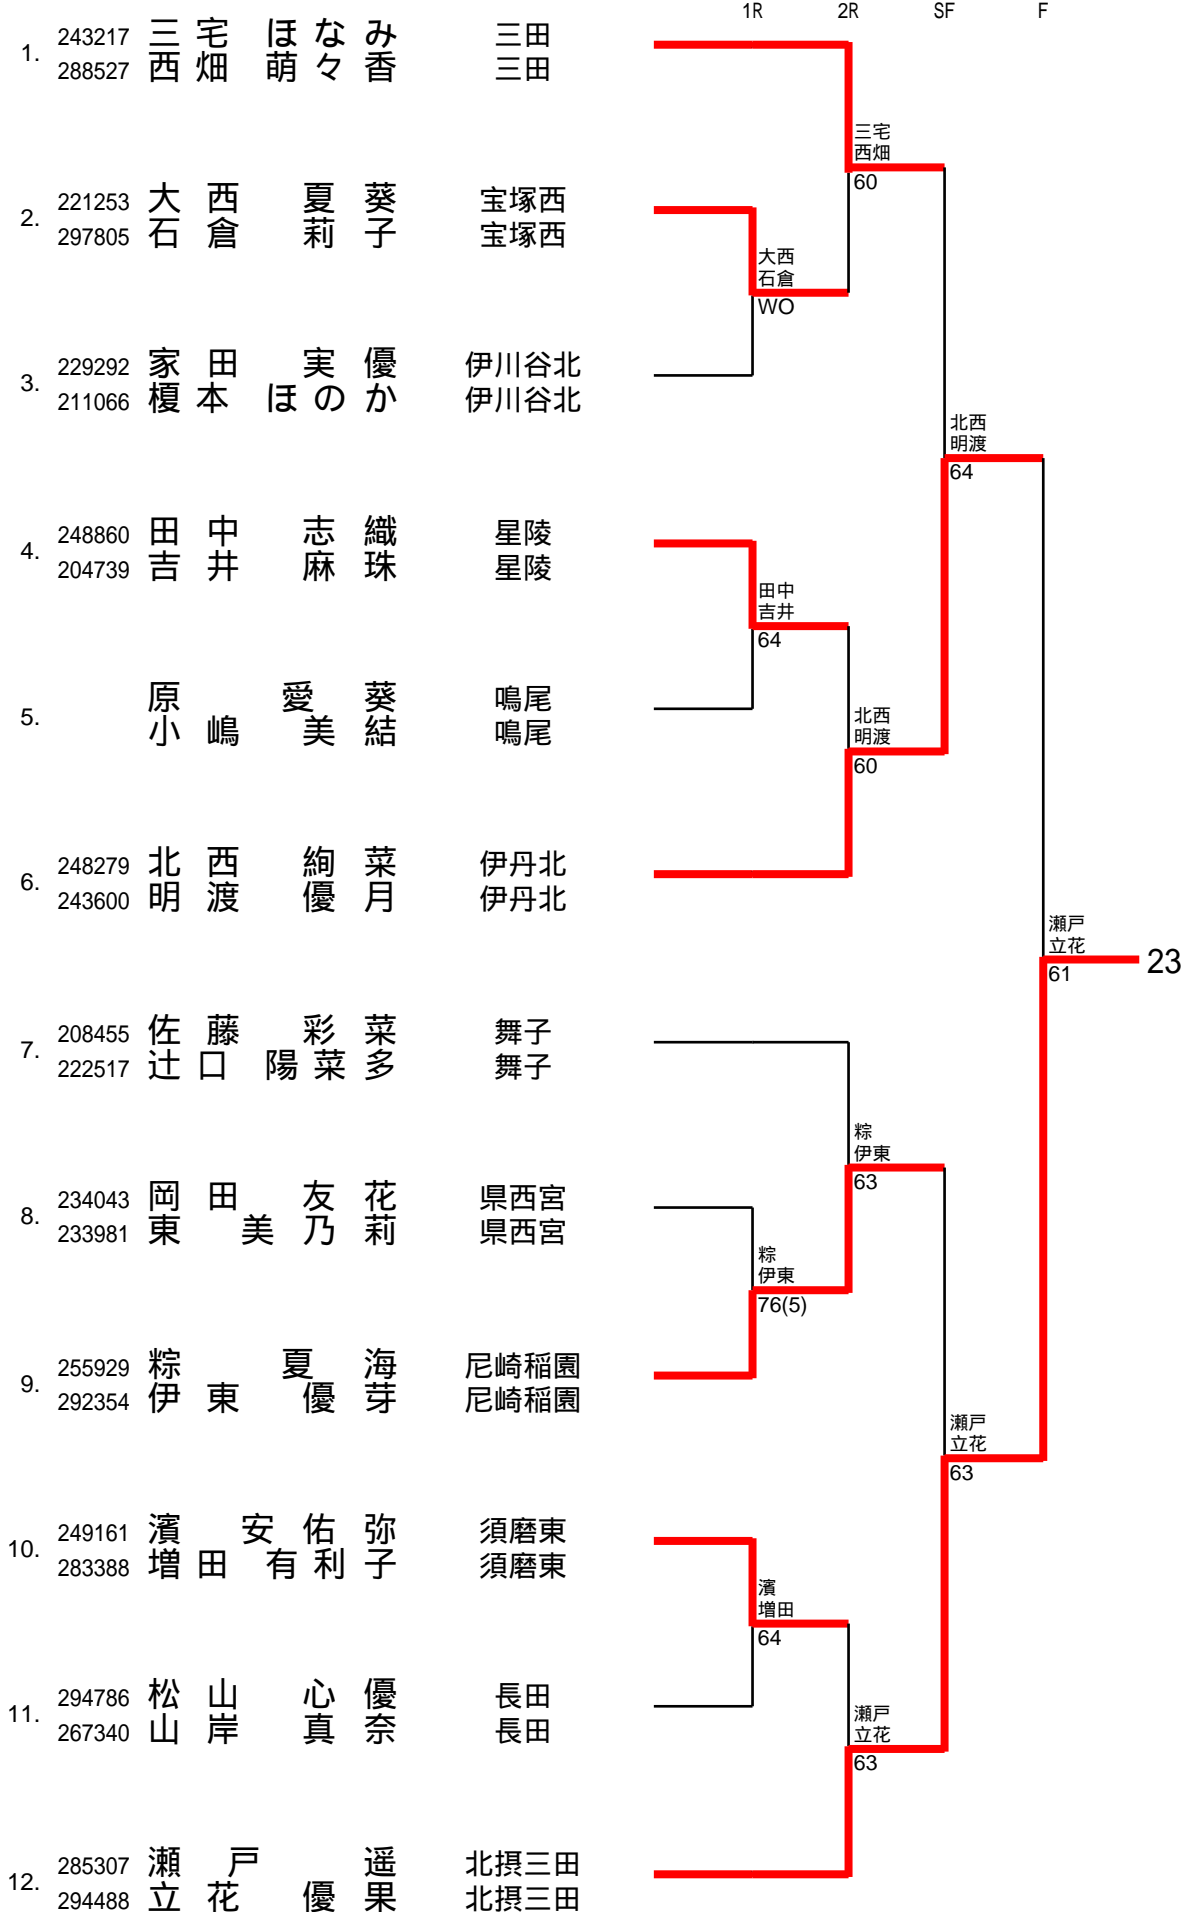 1R 2R SF F
1. 243217 三宅 ほなみ 三田
288527 西畑 萌々香 三田
三宅
西畑
60
2. 221253 大西 夏葵 宝塚西
297805 石倉 莉子 宝塚西
大西
石倉
WO
3. 229292 家田 実優 伊川谷北
211066 榎本 ほのか 伊川谷北
北西
明渡
64
4. 248860 田中 志織 星陵
204739 吉井 麻珠 星陵
田中
吉井
64
5. 原 愛葵 鳴尾
小嶋 美結 鳴尾
北西
明渡
60
6. 248279 北西 絢菜 伊丹北
243600 明渡 優月 伊丹北
瀬戸
立花
61
23
7. 208455 佐藤 彩菜 舞子
222517 辻口 陽菜多 舞子
粽
伊東
63
8. 234043 岡田 友花 県西宮
233981 東 美乃莉 県西宮
粽
伊東
76(5)
9. 255929 粽 夏海 尼崎稲園
292354 伊東 優芽 尼崎稲園
瀬戸
立花
63
10. 249161 濱 安佑弥 須磨東
283388 増田 有利子 須磨東
濱
増田
64
11. 294786 松山 心優 長田
267340 山岸 真奈 長田
瀬戸
立花
63
12. 285307 瀬戸 遥 北摂三田
294488 立花 優果 北摂三田